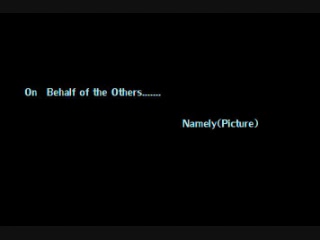 On  Behalf of the Others.......
Namely(Picture)